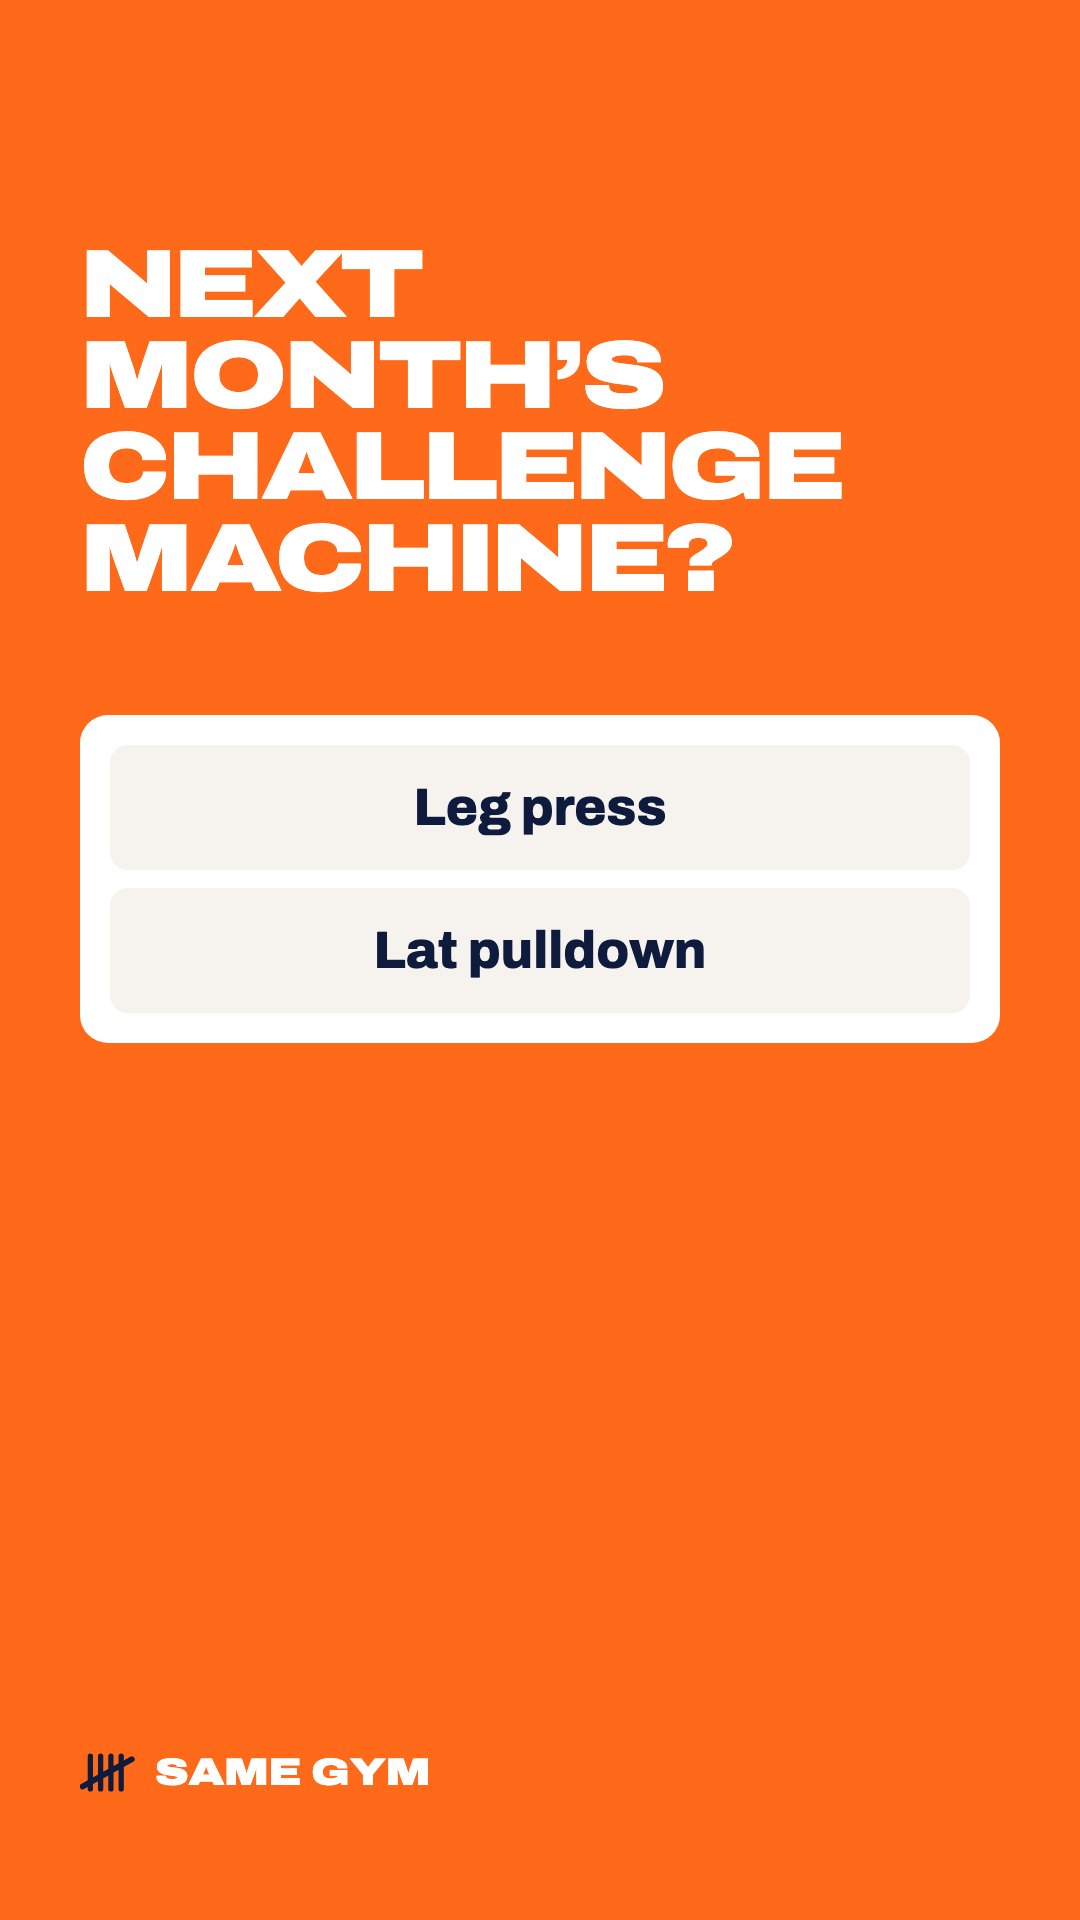 NEXT
MONTH’S
CHALLENGE
MACHINE?
Leg press
Lat pulldown
SAME GYM